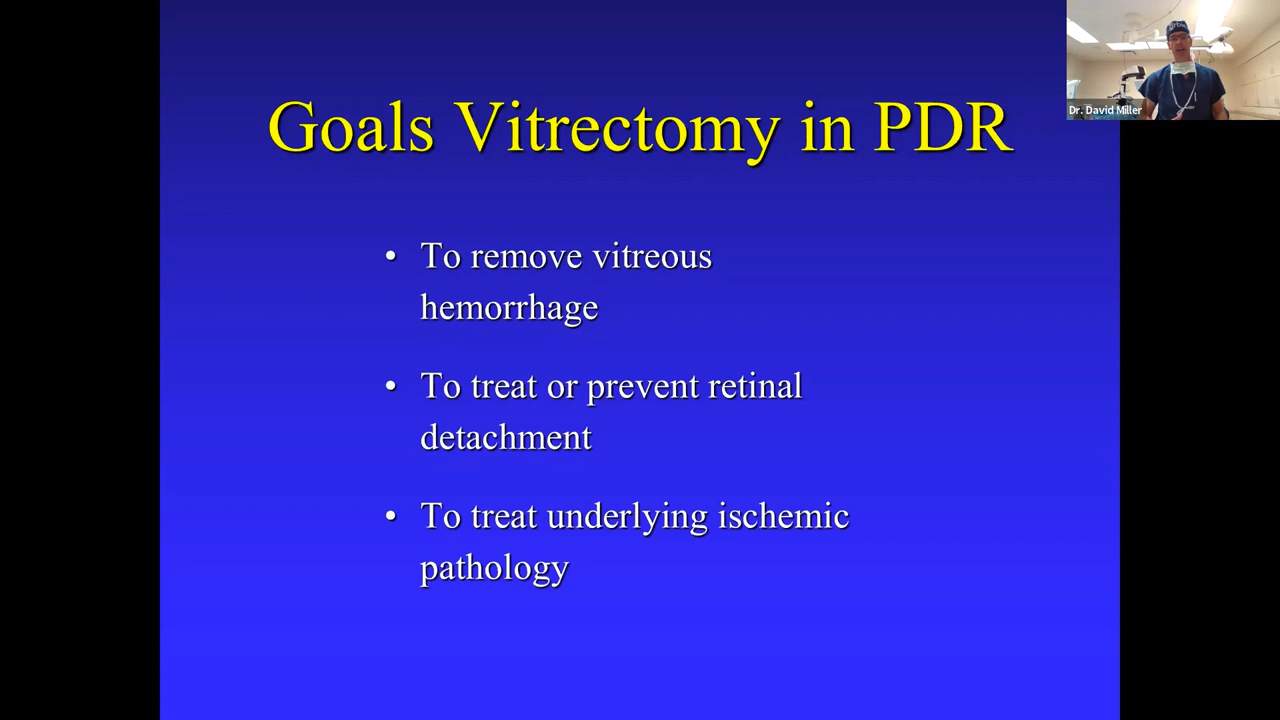 Goals Vitrectomy in PDR
Dr. David Miller
• To remove vitreous
hemorrhage
• To treat or prevent retinal
detachment
• To treat underlying ischemic
pathology